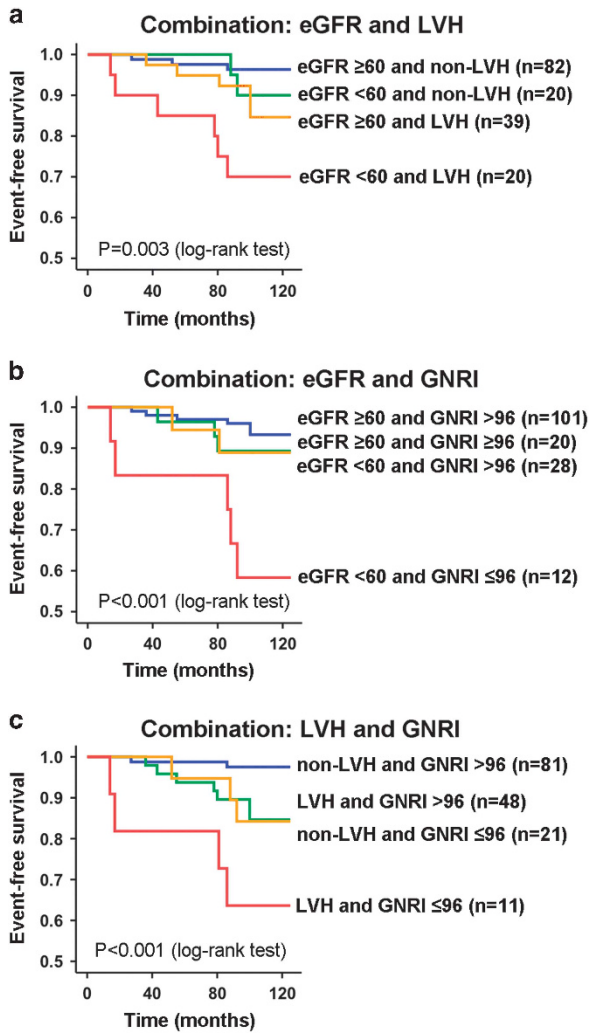 a
Combination: eGFR and LVH
Event-free survival
1.0
0.9
0.8
0.7
0.6
0.5
eGFR ≥60 and non-LVH (n=82)
eGFR <60 and non-LVH (n=20)
eGFR ≥60 and LVH (n=39)
eGFR <60 and LVH (n=20)
P=0.003 (log-rank test)
0 40 80 120
Time (months)
b
Combination: eGFR and GNRI
Event-free survival
1.0
0.9
0.8
0.7
0.6
0.5
eGFR ≥60 and GNRI >96 (n=101)
eGFR ≥60 and GNRI ≥96 (n=20)
eGFR <60 and GNRI >96 (n=28)
eGFR <60 and GNRI ≤96 (n=12)
P<0.001 (log-rank test)
0 40 80 120
Time (months)
c
Combination: LVH and GNRI
Event-free survival
1.0
0.9
0.8
0.7
0.6
0.5
non-LVH and GNRI >96 (n=81)
LVH and GNRI >96 (n=48)
non-LVH and GNRI ≤96 (n=21)
LVH and GNRI ≤96 (n=11)
P<0.001 (log-rank test)
0 40 80 120
Time (months)